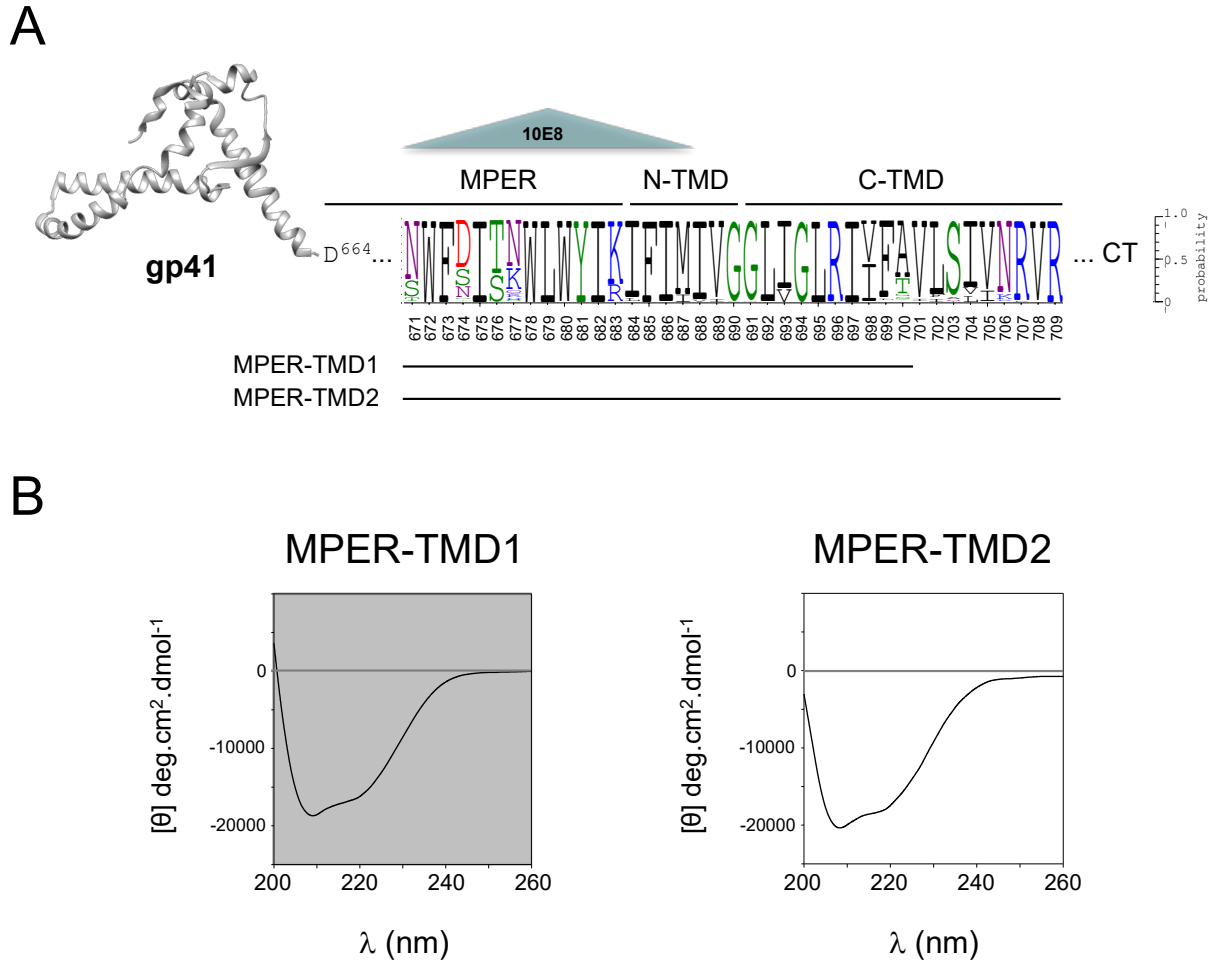 A
10E8
MPER N-TMD C-TMD
gp41
D664... NWFDITNWLWYIKIFIMIVGGLIGLRIVFAVLSIVNRVR ... CT
S S S K R I T
N
1.0
0.5
0
probability
671 672 673 674 675 676 677 678 679 680 681 682 683 684 685 686 687 688 689 690 691 692 693 694 695 696 697 698 699 700 701 702 703 704 705 706 707 708 709
MPER-TMD1
MPER-TMD2
B
MPER-TMD1 MPER-TMD2
[θ] deg.cm².dmol⁻¹
0
-10000
-20000
200 220 240 260
λ (nm)
[θ] deg.cm².dmol⁻¹
0
-10000
-20000
200 220 240 260
λ (nm)